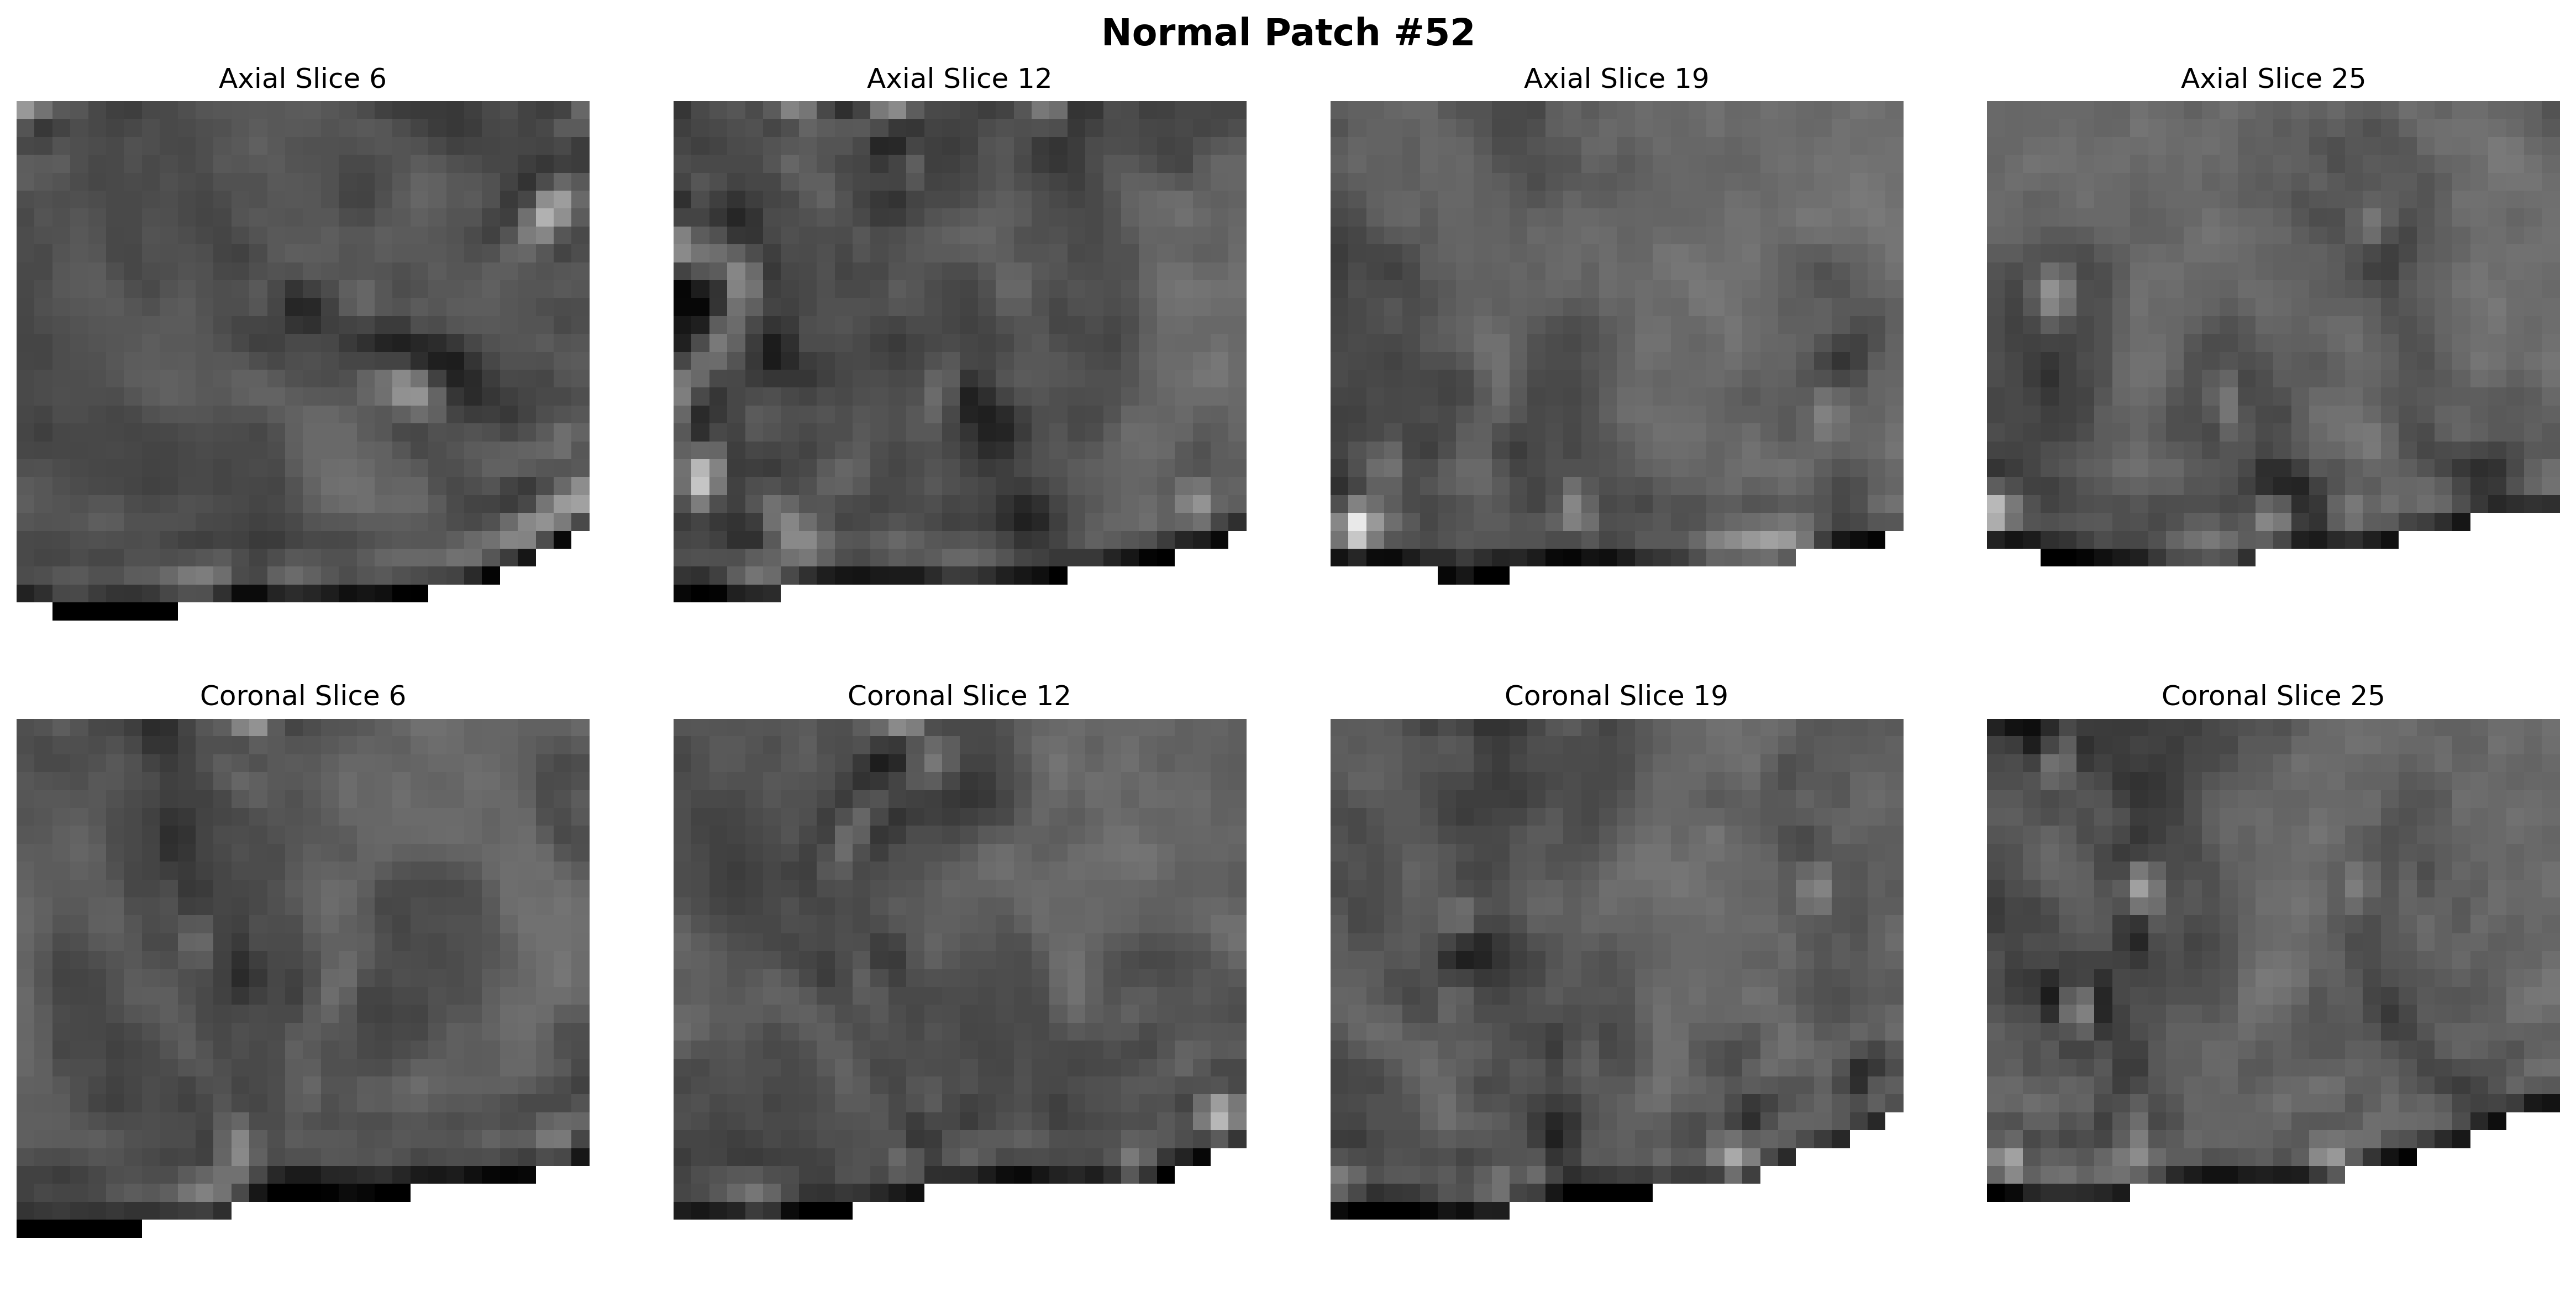 Normal Patch #52
Axial Slice 6
Axial Slice 12
Axial Slice 19
Axial Slice 25
Coronal Slice 6
Coronal Slice 12
Coronal Slice 19
Coronal Slice 25